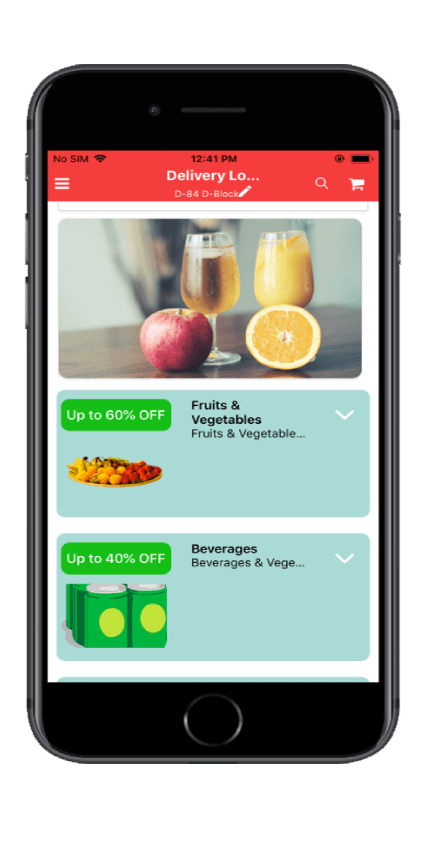 No SIM 12:41 PM
Delivery Lo...
D-84 D-Block
Up to 60% OFF
Fruits &
Vegetables
Fruits & Vegetable...
Up to 40% OFF
Beverages
Beverages & Vege...